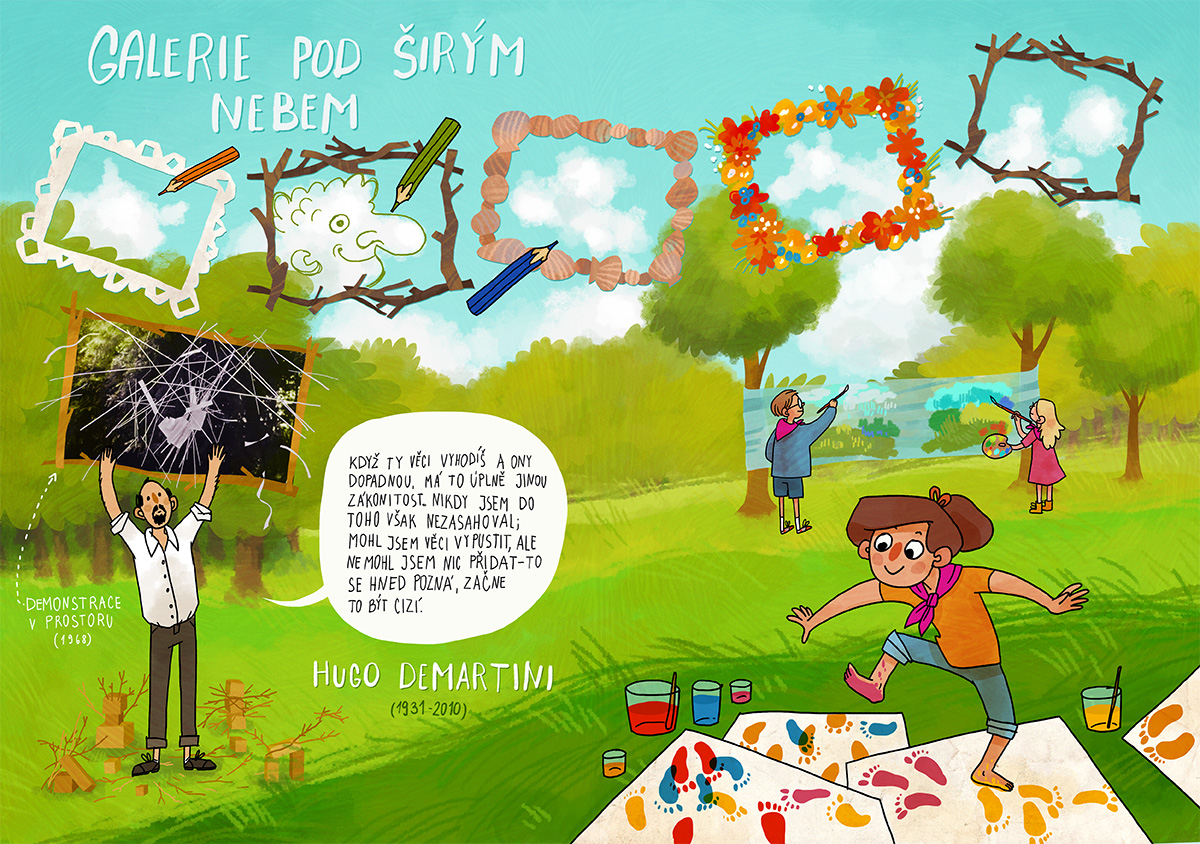 GALERIE POD ŠIRÝM
NEBEM
KDYŽ TY VĚCI VYHODÍŠ A ONY
DOPADNOU, MÁ TO ÚPLNĚ JINOU
ZÁKONITOST. NIKDY JSEM DO
TOHO VŠAK NEZASAHOVAL;
MOHL JSEM VĚCI VYPUSTIT, ALE
NEMOHL JSEM NIC PŘIDAT-TO
SE HNED POZNÁ, ZAČNE
TO BÝT CIZÍ.
DEMONSTRACE
V PROSTORU
(1968)
HUGO DEMARTINI
(1931-2010)